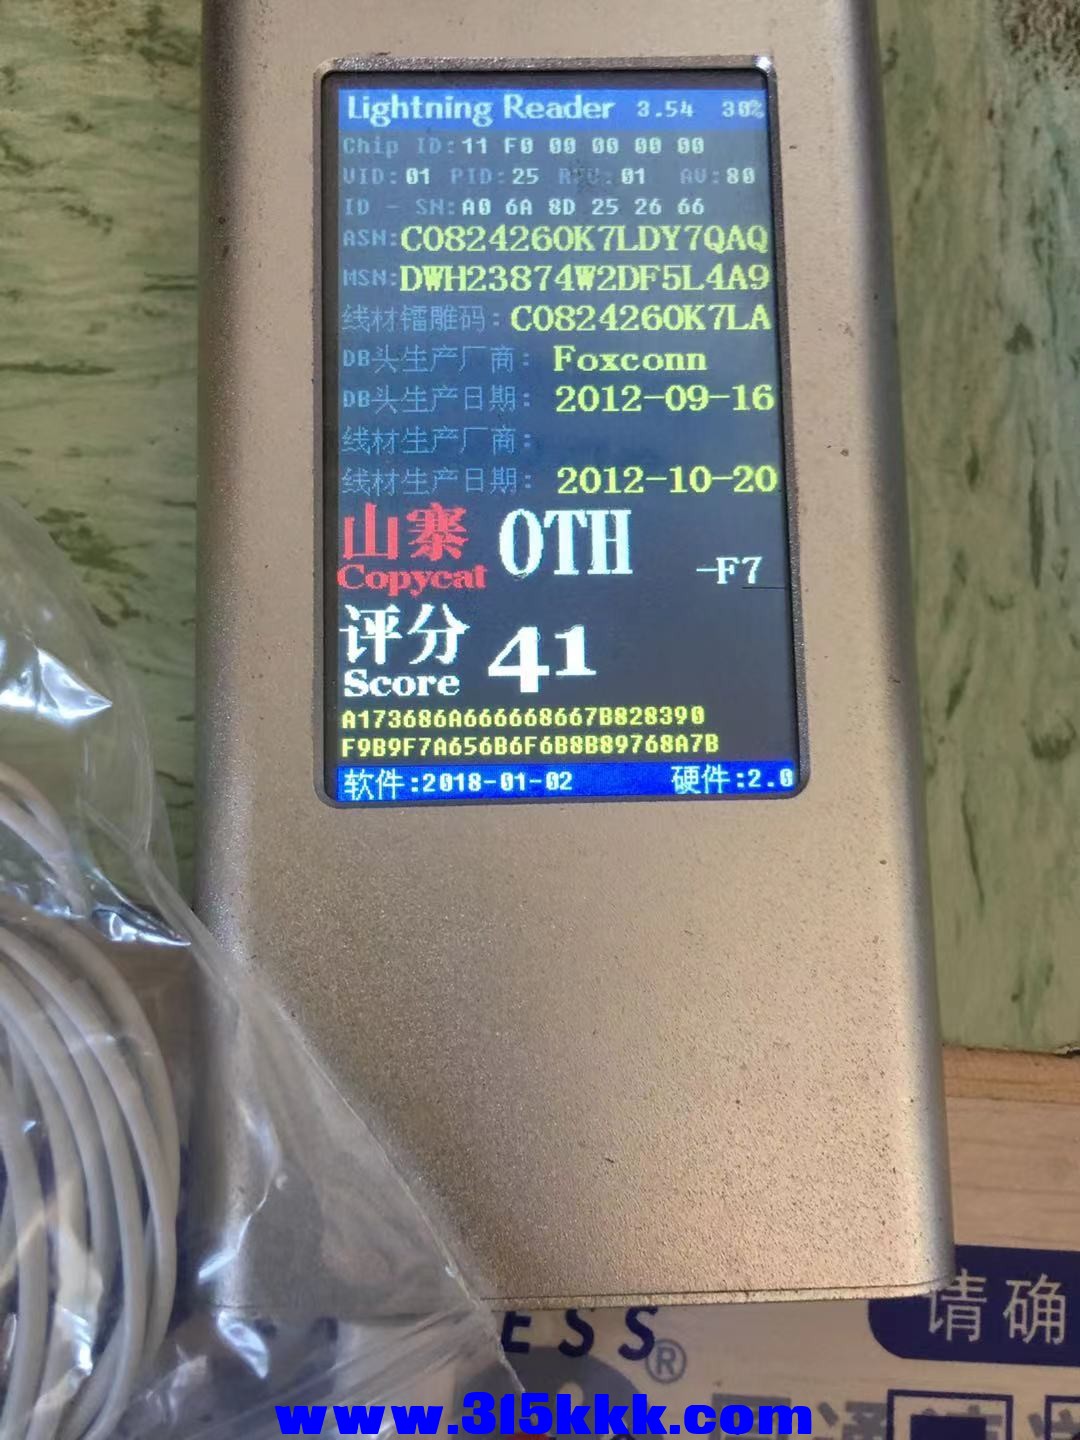 Lightning Reader 3.54 30%
Chip ID:11 F0 00 00 00 00
VID:01 PID:25 REV:01 AV:80
ID - SN:A0 6A 8D 25 26 66
ASN:C0824260K7LDY7QAQ
MSN:DWH23874W2DF5L4A9
线材镭雕码:C0824260K7LA
DB头生产厂商:Foxconn
DB头生产日期:2012-09-16
线材生产厂商:
线材生产日期:2012-10-20
山寨 OTH -F7
Copycat
评分 41
Score
A173686A666668667B828390
F9B9F7A656B6F6B8B89768A7B
软件:2018-01-02 硬件:2.0
请确
ESS®
www.315kkk.com